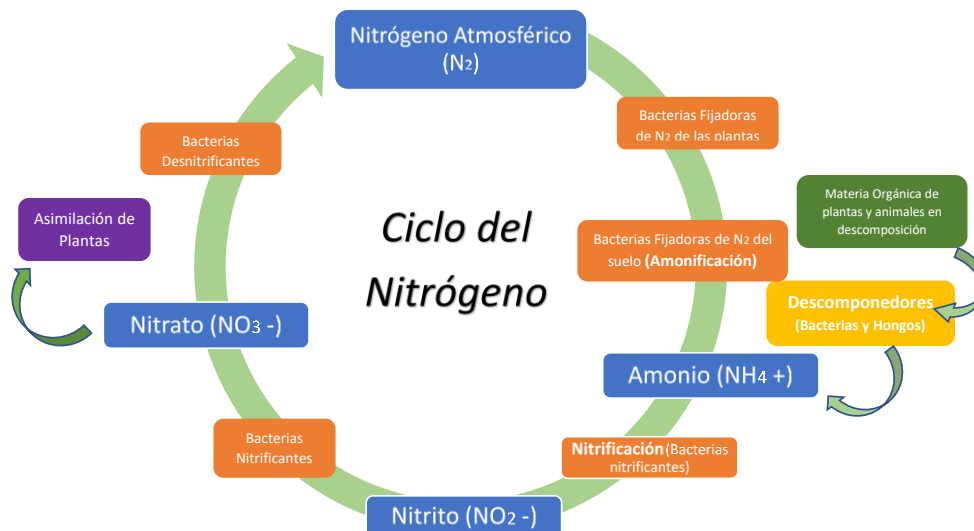 Nitrógeno Atmosférico
(N2)
Bacterias Fijadoras
de N2 de las plantas
Bacterias
Desnitrificantes
Materia Orgánica de
plantas y animales en
descomposición
Asimilación de
Plantas
Ciclo del
Nitrógeno
Bacterias Fijadoras de N2 del
suelo (Amonificación)
Descomponedores
(Bacterias y Hongos)
Nitrato (NO3 -)
Amonio (NH4 +)
Bacterias
Nitrificantes
Nitrificación(Bacterias
nitrificantes)
Nitrito (NO2 -)